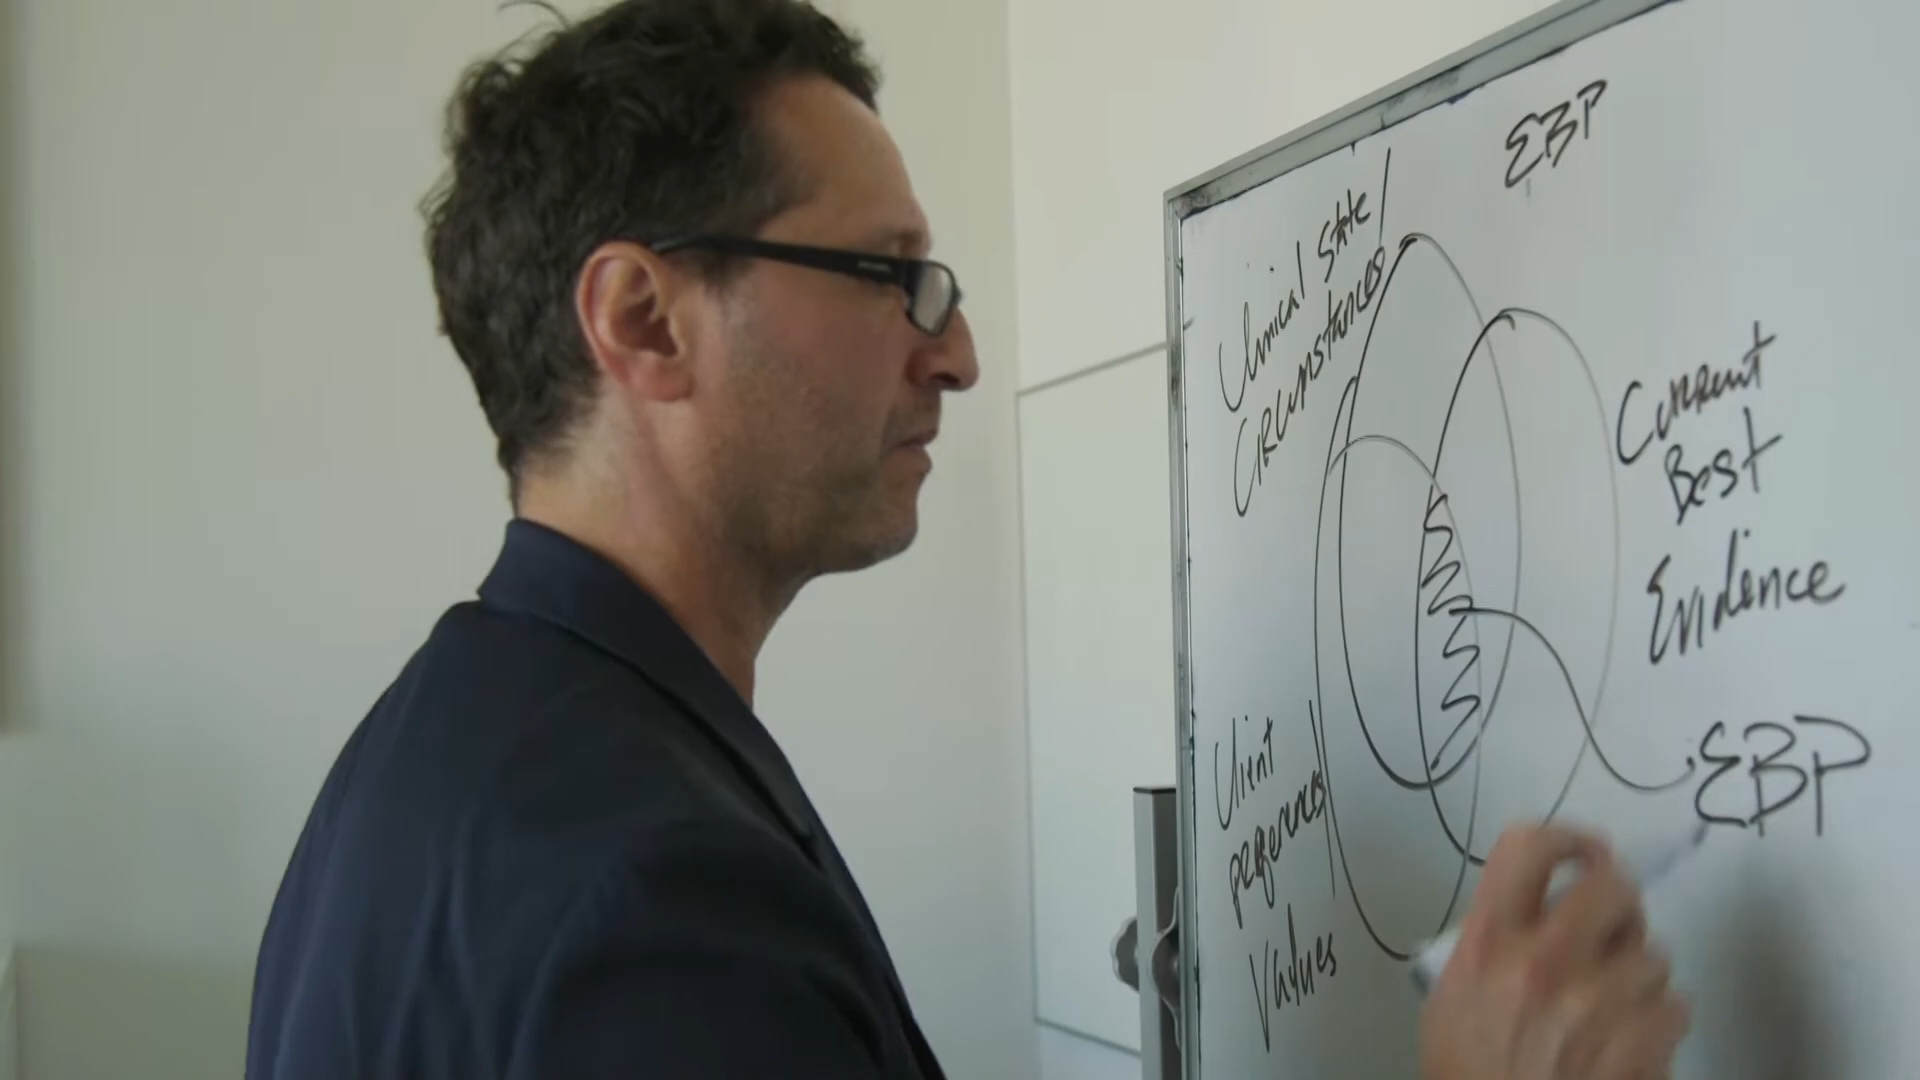 EBP
Clinical State/
Circumstances
Current
Best
Evidence
EBP
Client
preferences/
Values